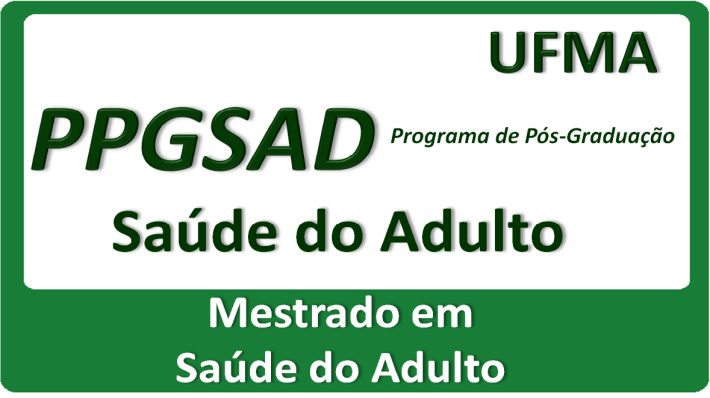 UFMA
PPGSAD Programa de Pós-Graduação
Saúde do Adulto
Mestrado em
Saúde do Adulto